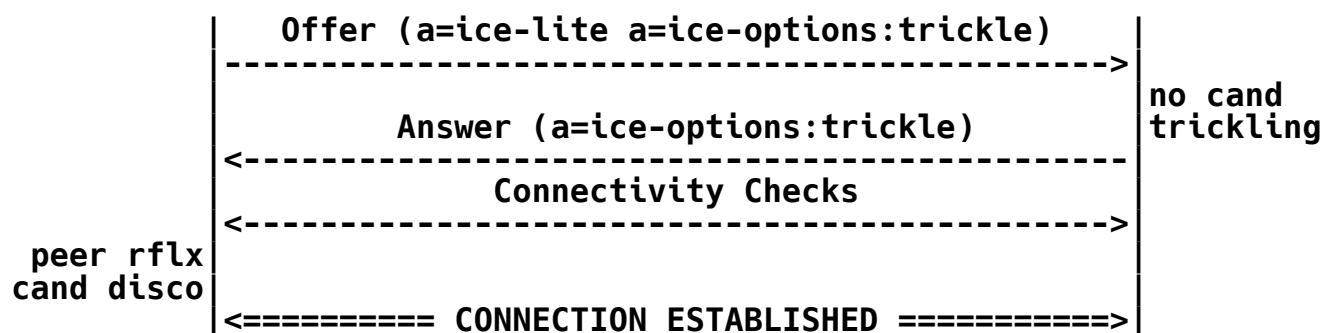 Offer (a=ice-lite a=ice-options:trickle)
no cand
Answer (a=ice-options:trickle)
trickling
Connectivity Checks
peer rflx
cand disco
<========== CONNECTION ESTABLISHED ===========>